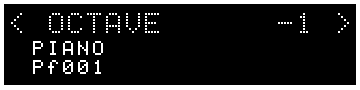 < OCTAVE -1 >
PIANO
Pf001